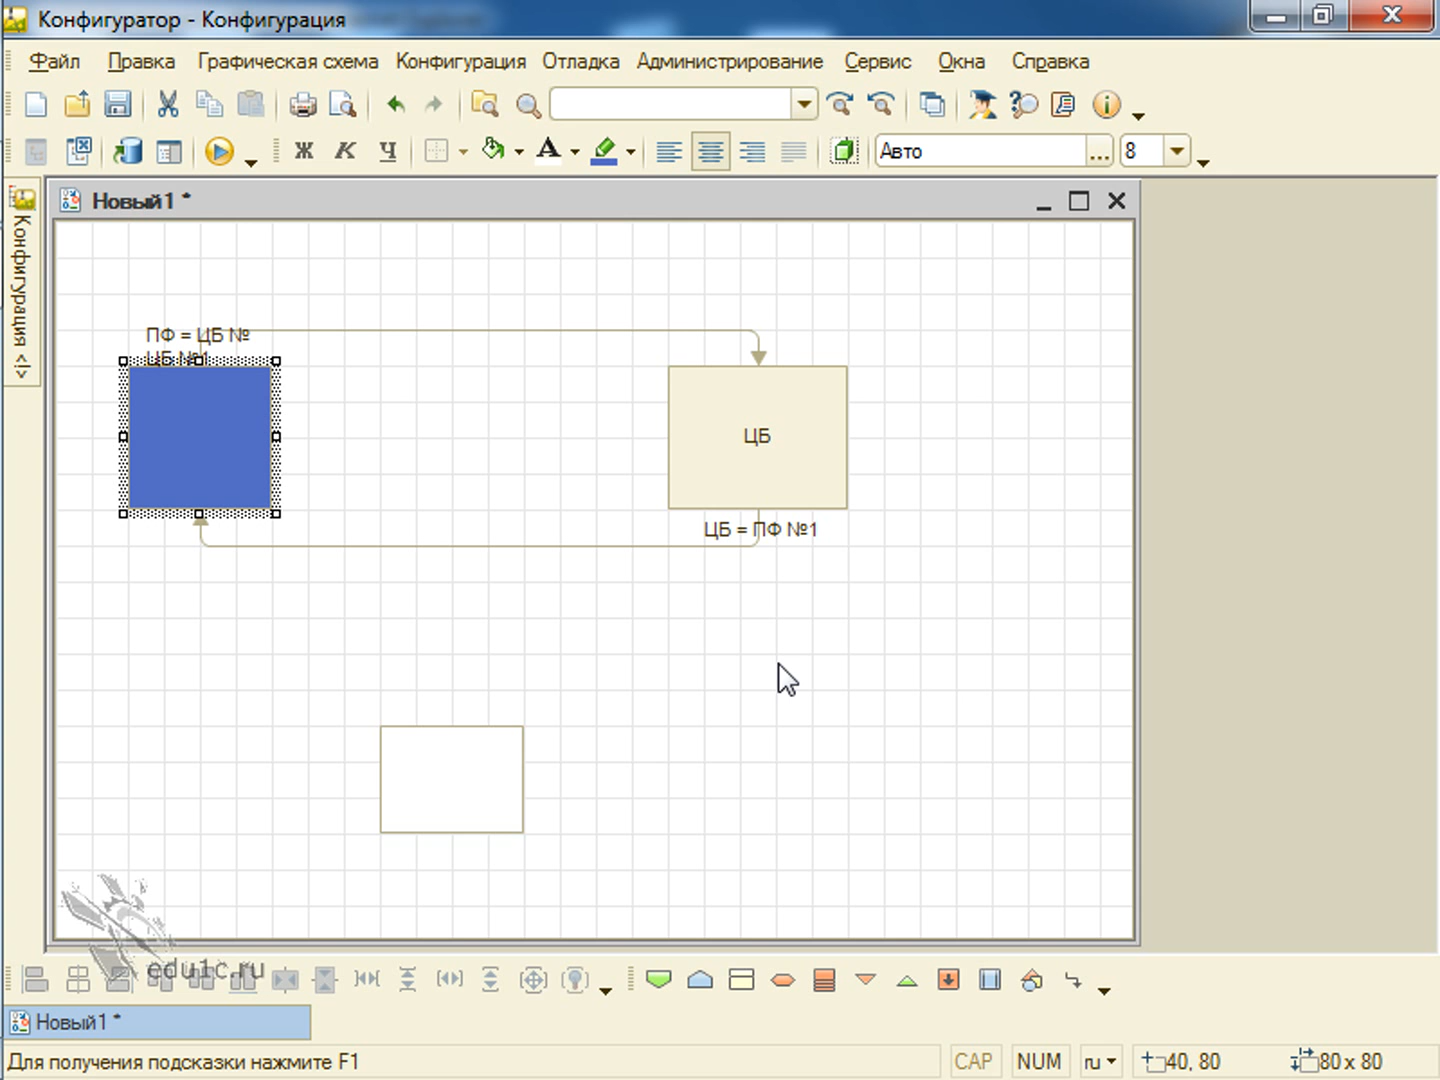 Конфигуратор - Конфигурация
Файл Правка Графическая схема Конфигурация Отладка Администрирование Сервис Окна Справка
Ж К Ч А Авто ... 8
Новый1 *
Конфигурация <!>
ПФ = ЦБ №
ЦБ №1
ЦБ
ЦБ = ПФ №1
edu1c.ru
Новый1 *
Для получения подсказки нажмите F1 CAP NUM ru 40, 80 80 x 80